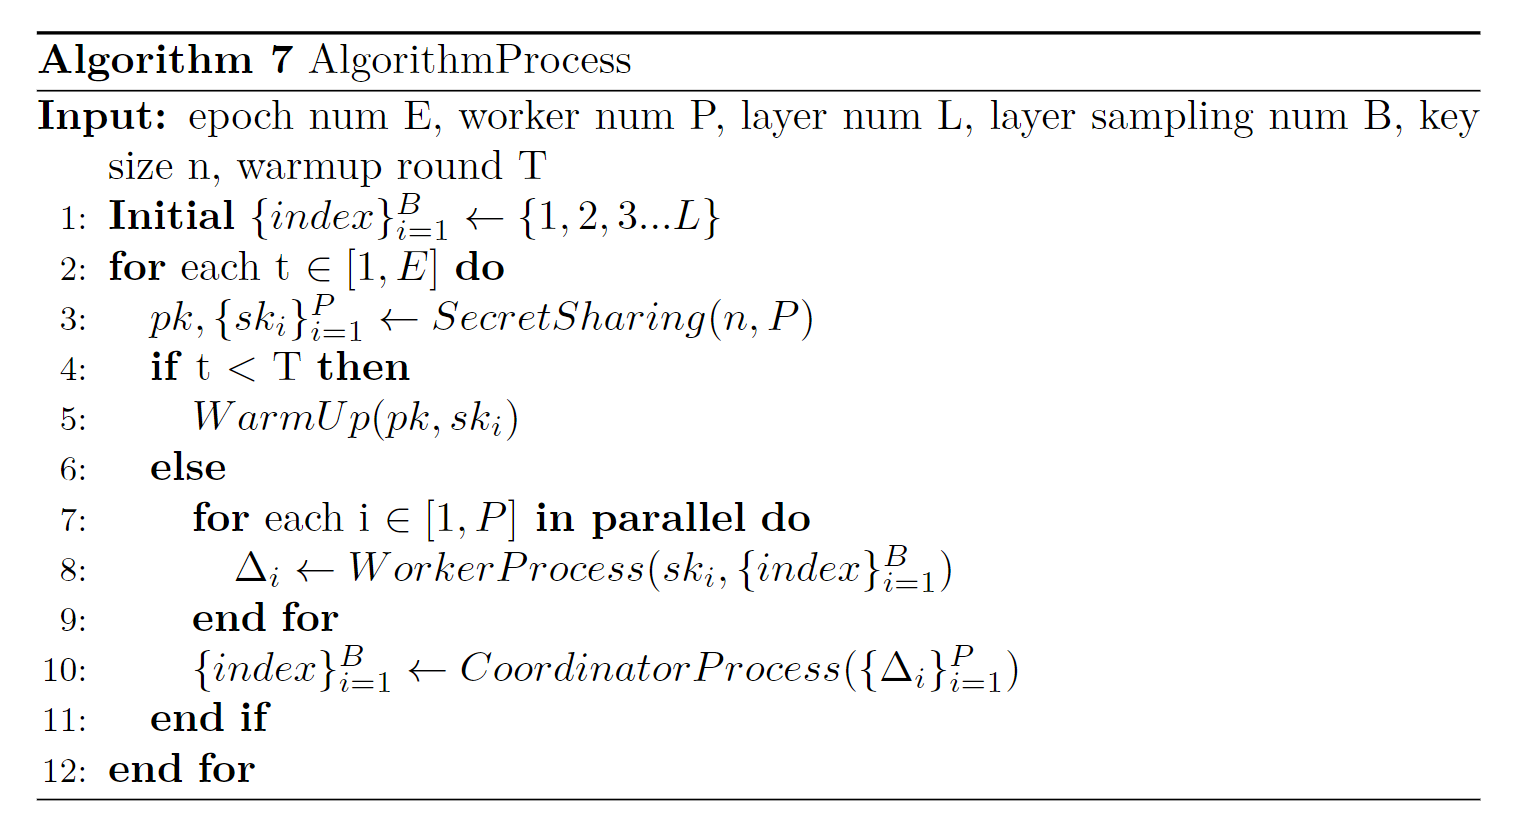 Algorithm 7 AlgorithmProcess
Input: epoch num E, worker num P, layer num L, layer sampling num B, key
size n, warmup round T
1: Initial $\{index\}_{i=1}^{B} \leftarrow \{1, 2, 3...L\}$
2: for each t ∈ $[1, E]$ do
3: $pk, \{sk_i\}_{i=1}^{P} \leftarrow SecretSharing(n, P)$
4: if t < T then
5: $WarmUp(pk, sk_i)$
6: else
7: for each i ∈ $[1, P]$ in parallel do
8: $\Delta_i \leftarrow WorkerProcess(sk_i, \{index\}_{i=1}^{B})$
9: end for
10: $\{index\}_{i=1}^{B} \leftarrow CoordinatorProcess(\{\Delta_i\}_{i=1}^{P})$
11: end if
12: end for